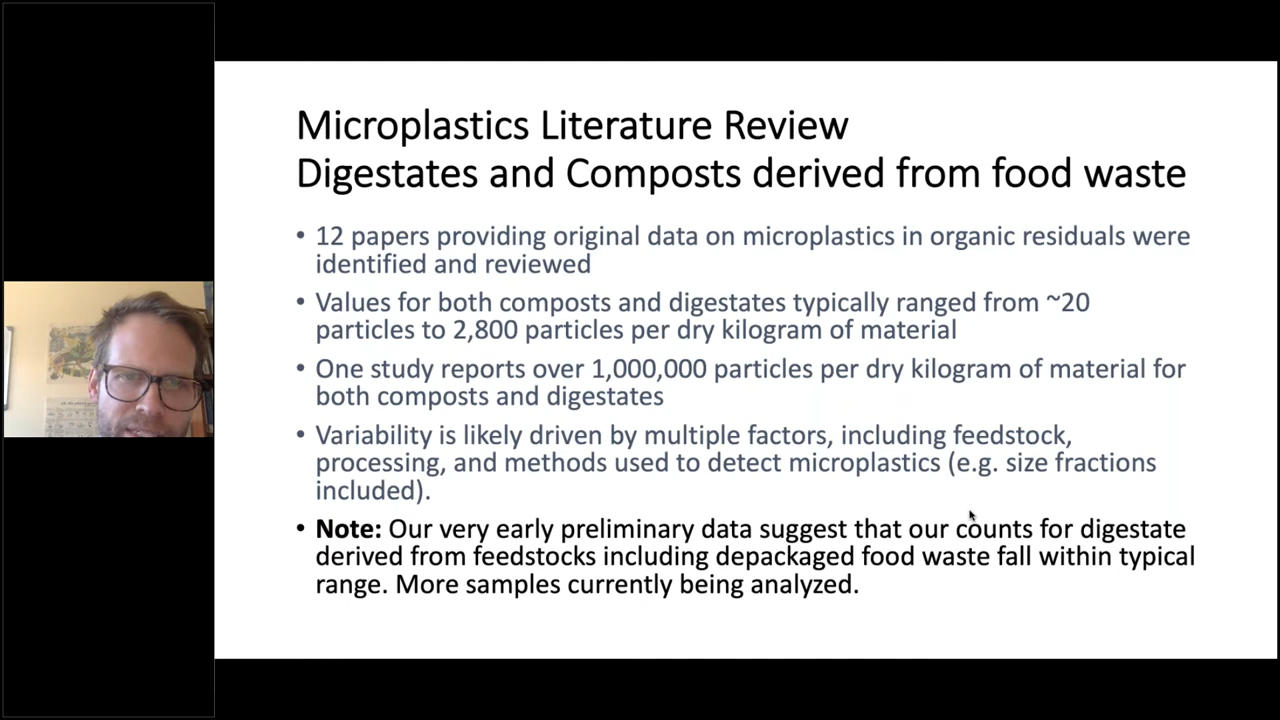 Microplastics Literature Review
Digestates and Composts derived from food waste
• 12 papers providing original data on microplastics in organic residuals were
identified and reviewed
• Values for both composts and digestates typically ranged from ~20
particles to 2,800 particles per dry kilogram of material
• One study reports over 1,000,000 particles per dry kilogram of material for
both composts and digestates
• Variability is likely driven by multiple factors, including feedstock,
processing, and methods used to detect microplastics (e.g. size fractions
included).
• Note: Our very early preliminary data suggest that our counts for digestate
derived from feedstocks including depackaged food waste fall within typical
range. More samples currently being analyzed.